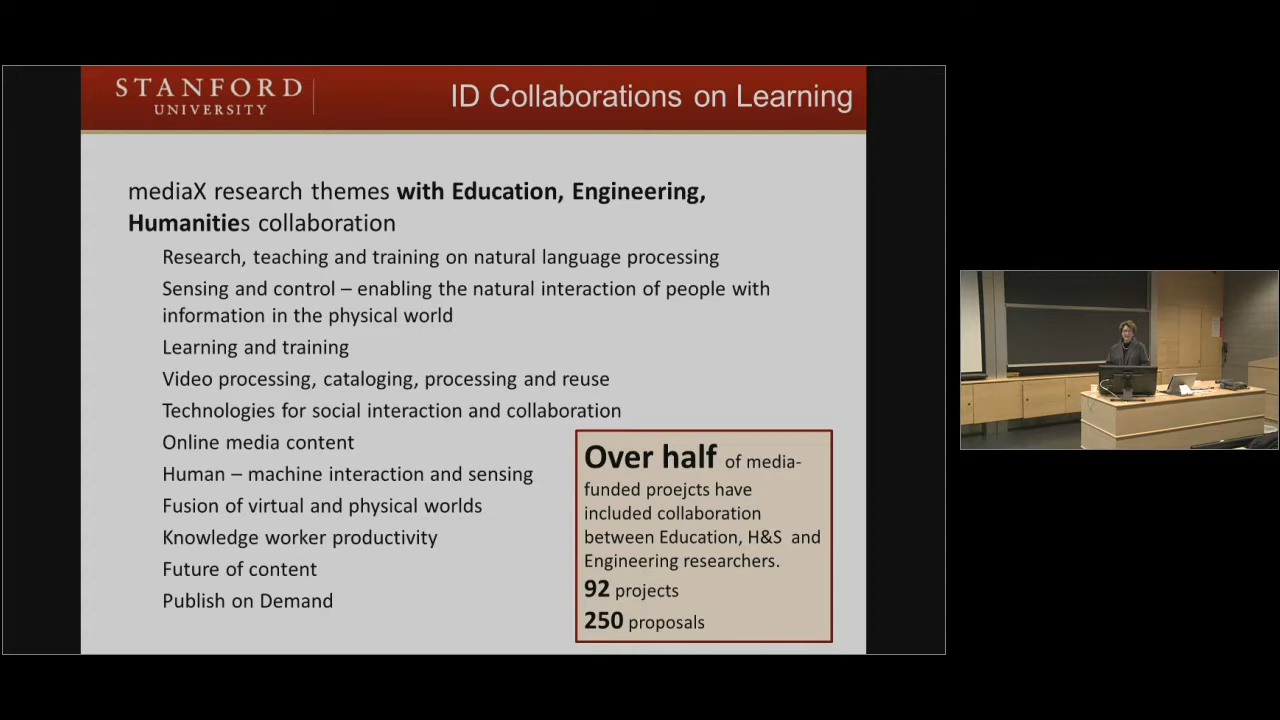 STANFORD
UNIVERSITY
ID Collaborations on Learning
mediaX research themes with Education, Engineering,
Humanities collaboration
Research, teaching and training on natural language processing
Sensing and control – enabling the natural interaction of people with
information in the physical world
Learning and training
Video processing, cataloging, processing and reuse
Technologies for social interaction and collaboration
Online media content
Human – machine interaction and sensing
Fusion of virtual and physical worlds
Knowledge worker productivity
Future of content
Publish on Demand
Over half of media-
funded proejcts have
included collaboration
between Education, H&S and
Engineering researchers.
92 projects
250 proposals